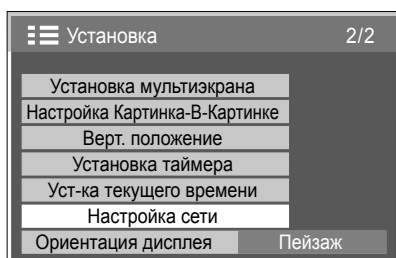 Установка 2/2
Установка мультиэкрана
Настройка Картинка-В-Картинке
Верт. положение
Установка таймера
Уст-ка текущего времени
Настройка сети
Ориентация дисплея Пейзаж